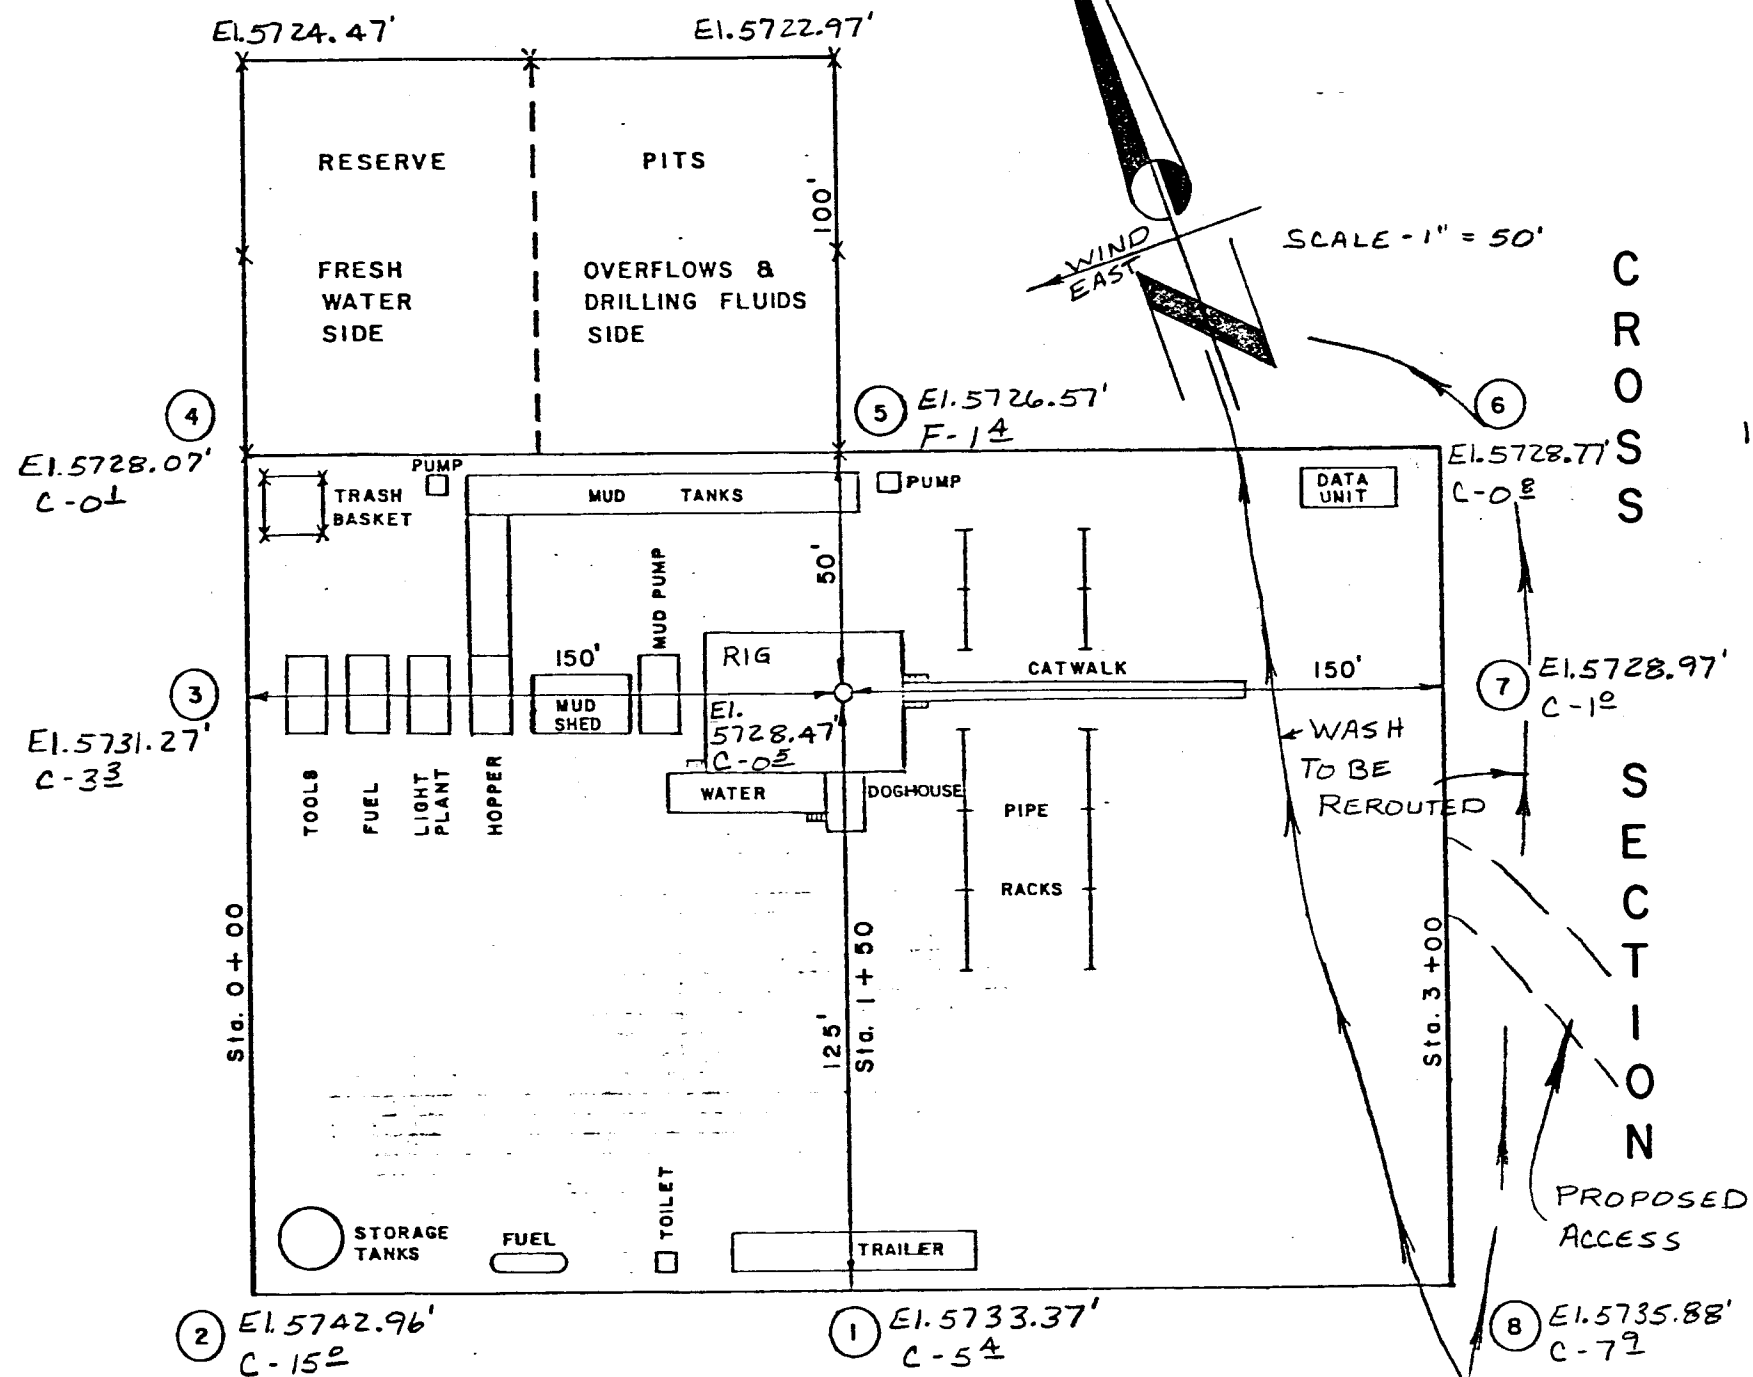 El. 5724.47'
El. 5722.97'
RESERVE
PITS
100'
FRESH
WATER
SIDE
OVERFLOWS &
DRILLING FLUIDS
SIDE
WIND
EAST
SCALE - 1" = 50'
CROSS SECTION
4
El. 5728.07'
C - 0 1
5
El. 5726.57'
F - 1 4
6
El. 5728.77'
C - 0 8
TRASH
BASKET
PUMP
MUD TANKS
PUMP
DATA
UNIT
50'
MUD PUMP
3
El. 5731.27'
C - 3 3
150'
MUD
SHED
RIG
El.
5728.47'
C - 0 5
CATWALK
150'
7
El. 5728.97'
C - 1 0
TOOLS
FUEL
LIGHT
PLANT
HOPPER
WATER
DOGHOUSE
PIPE
RACKS
WASH
TO BE
REROUTED
Sta. 0 + 00
125'
Sta. 1 + 50
Sta. 3 + 00
PROPOSED
ACCESS
STORAGE
TANKS
FUEL
TOILET
TRAILER
2
El. 5742.96'
C - 15 0
1
El. 5733.37'
C - 5 4
8
El. 5735.88'
C - 7 9